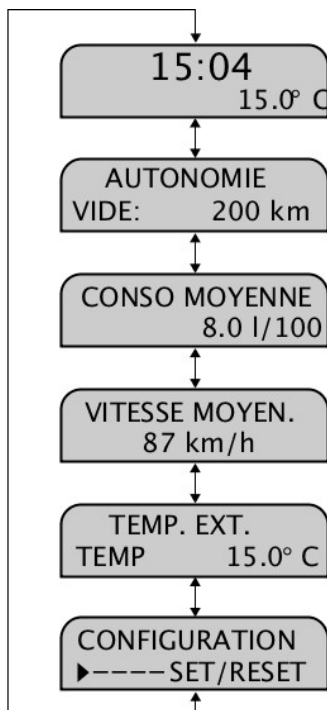 15:04
15.0° C
AUTONOMIE
VIDE: 200 km
CONSO MOYENNE
8.0 l/100
VITESSE MOYEN.
87 km/h
TEMP. EXT.
TEMP 15.0° C
CONFIGURATION
▶----SET/RESET